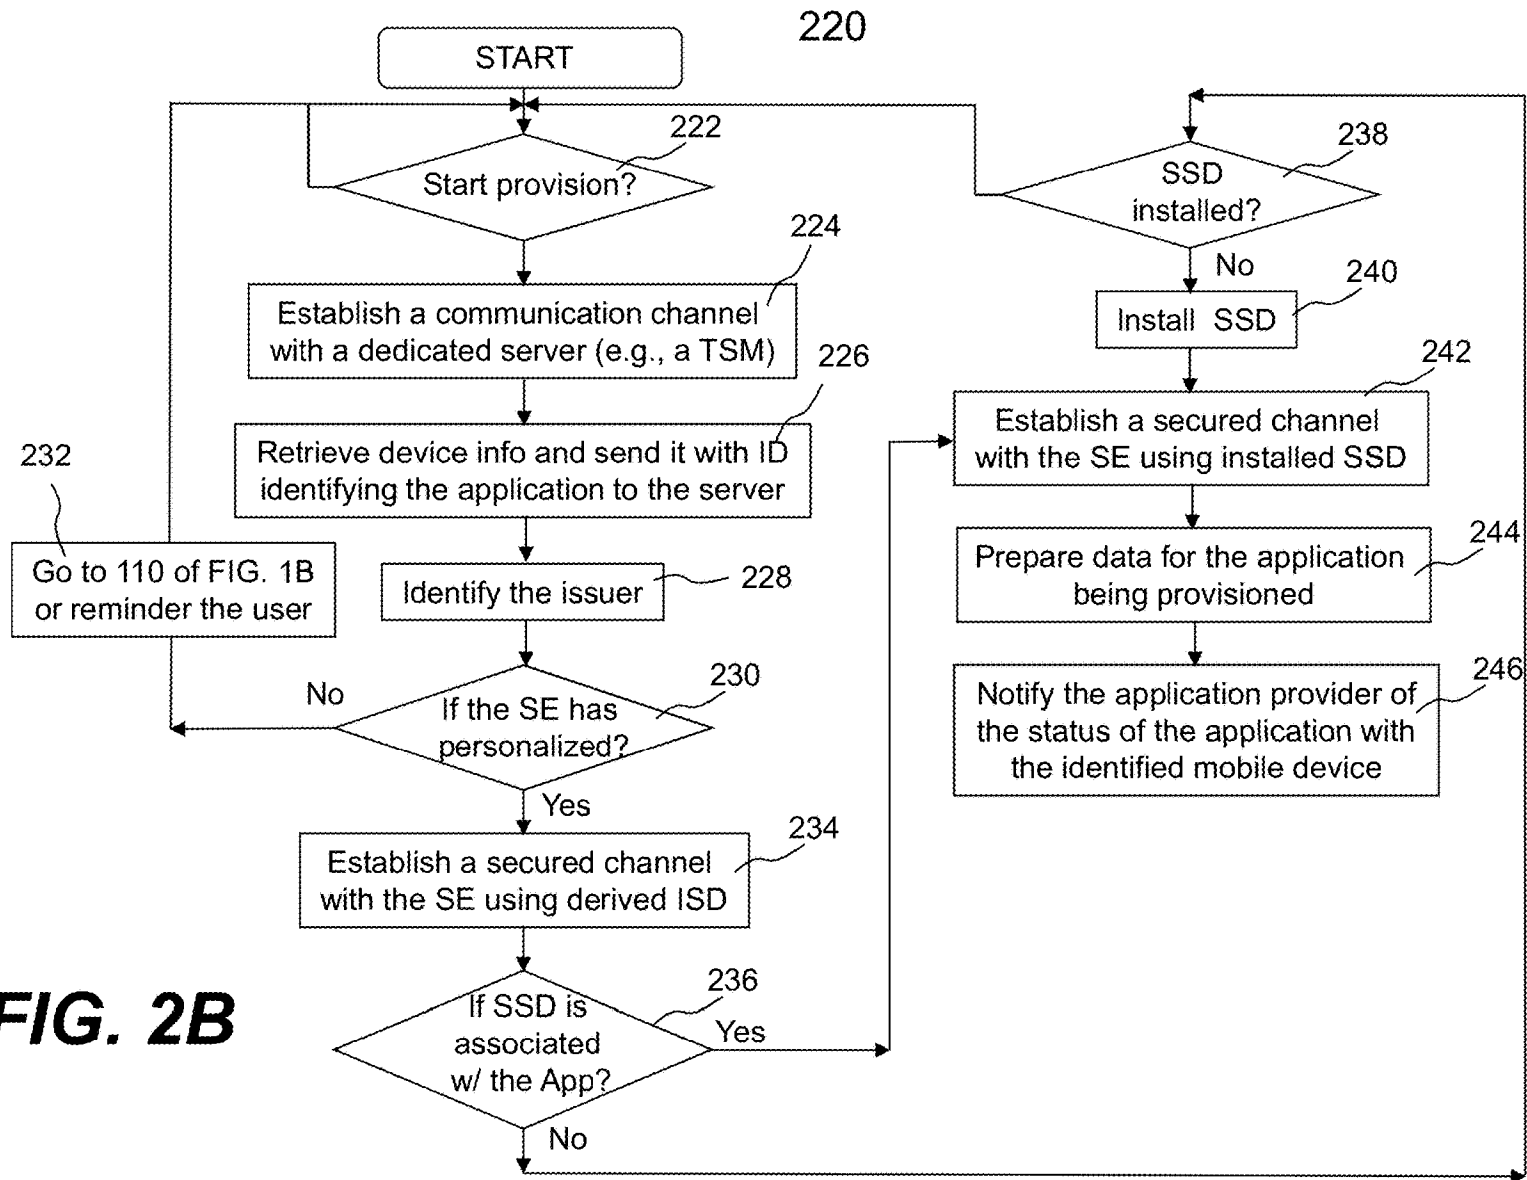 220
START
222
Start provision?
224
Establish a communication channel
with a dedicated server (e.g., a TSM)
226
Retrieve device info and send it with ID
identifying the application to the server
228
Identify the issuer
232
Go to 110 of FIG. 1B
or reminder the user
230
If the SE has
personalized?
No
Yes
234
Establish a secured channel
with the SE using derived ISD
236
If SSD is
associated
w/ the App?
Yes
No
238
SSD
installed?
No
240
Install SSD
242
Establish a secured channel
with the SE using installed SSD
244
Prepare data for the application
being provisioned
246
Notify the application provider of
the status of the application with
the identified mobile device
FIG. 2B